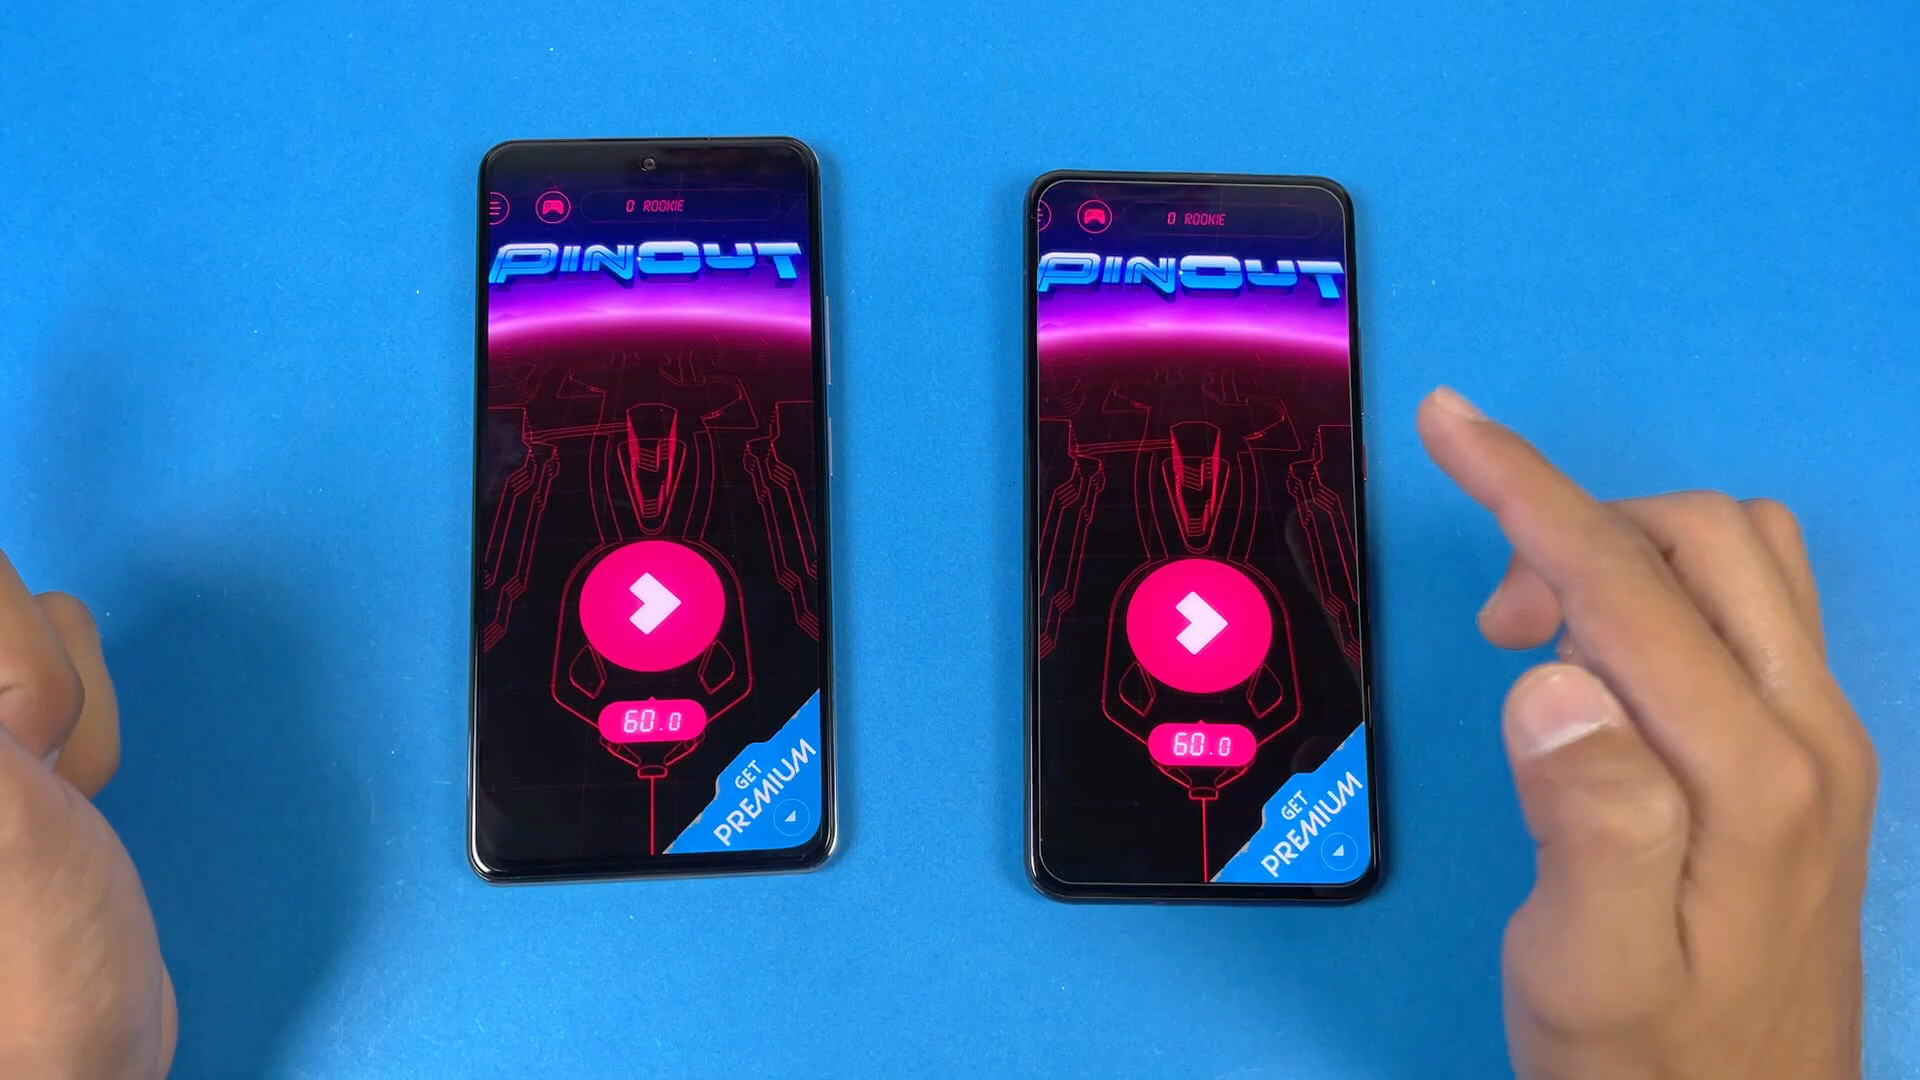 0 ROOKIE
PINOUT
60.0
GET
PREMIUM
0 ROOKIE
PINOUT
60.0
GET
PREMIUM